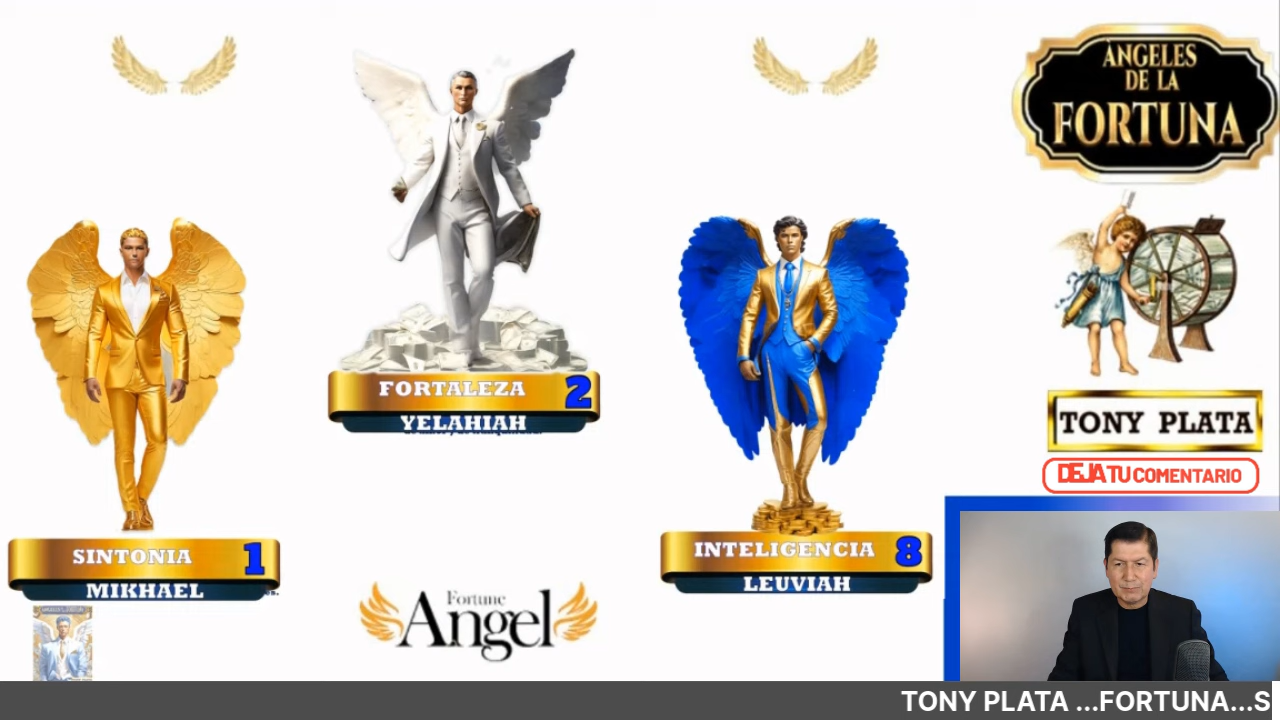 ÀNGELES
DE LA
FORTUNA
FORTALEZA 2
YELAHIAH
TONY PLATA
DEJA TU COMENTARIO
SINTONIA 1
MIKHAEL
INTELIGENCIA 8
LEUVIAH
Fortune
Angel
TONY PLATA ...FORTUNA...S